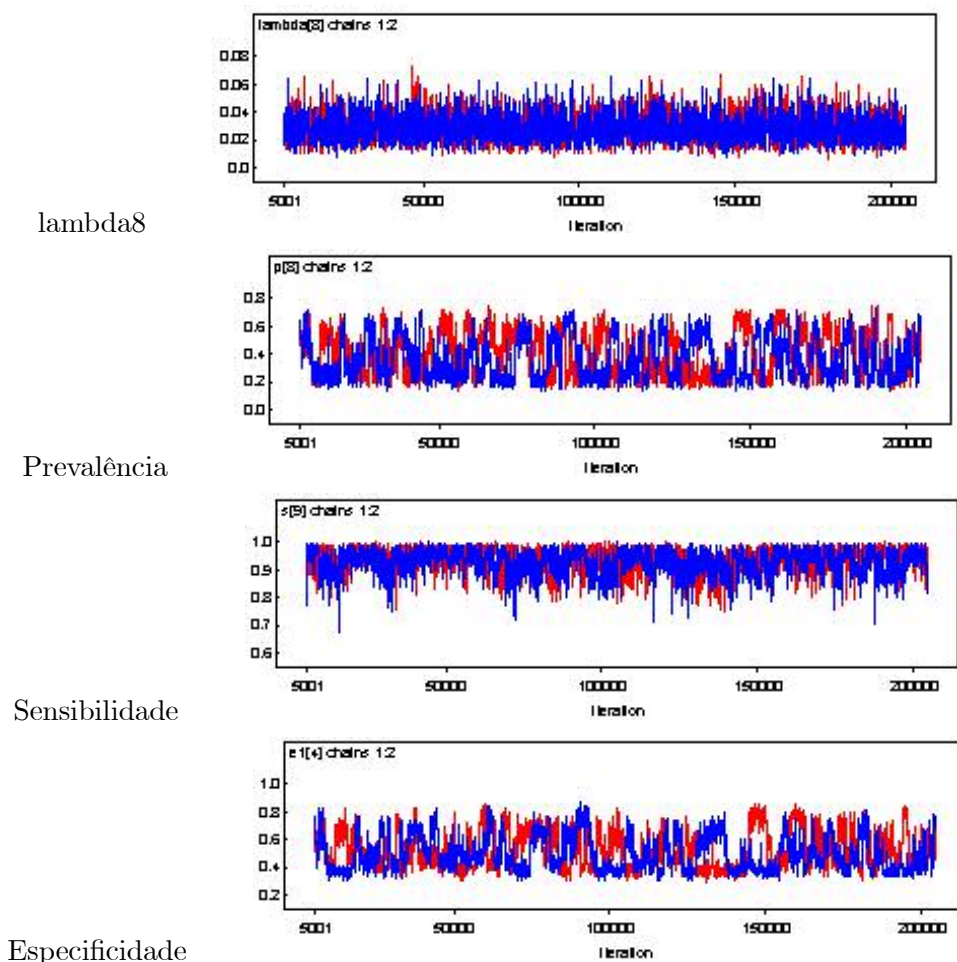 lambda[8] chains 1:2
0.08
0.06
0.04
0.02
0.0
5001 50000 100000 150000 200000
Iteration
lambda8
p[8] chains 1:2
0.8
0.6
0.4
0.2
0.0
5001 50000 100000 150000 200000
Iteration
Prevalência
s[9] chains 1:2
1.0
0.9
0.8
0.7
0.6
5001 50000 100000 150000 200000
Iteration
Sensibilidade
e1[4] chains 1:2
1.0
0.8
0.6
0.4
0.2
5001 50000 100000 150000 200000
Iteration
Especificidade